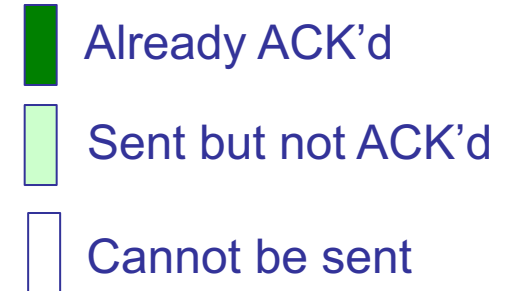 Already ACK’d
Sent but not ACK’d
Cannot be sent